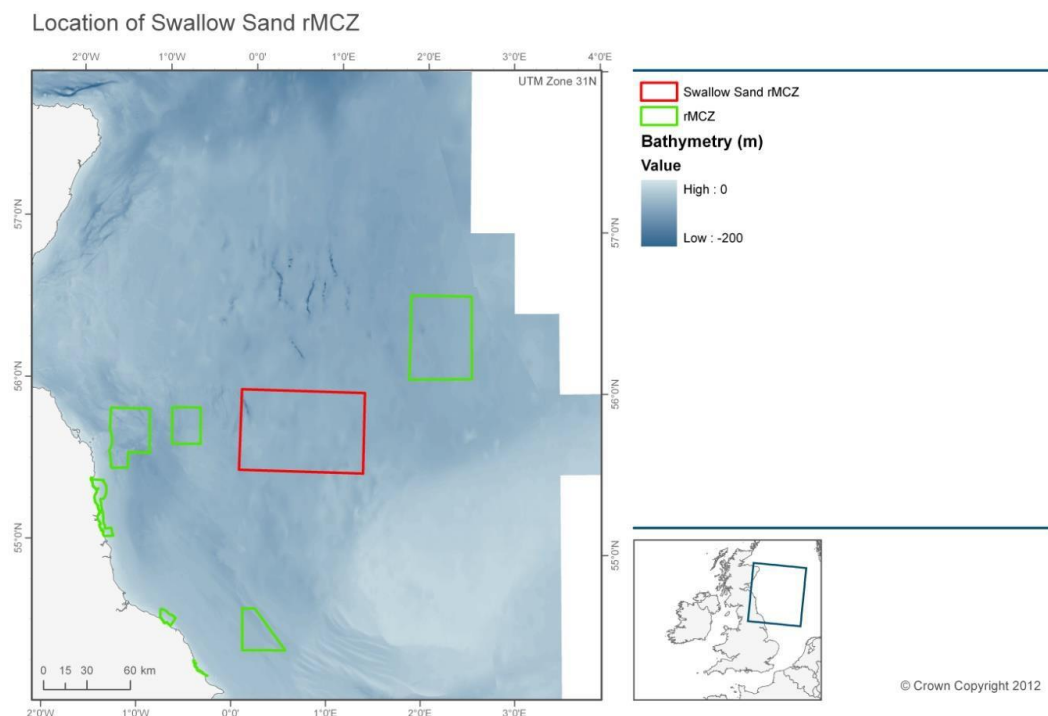 Location of Swallow Sand rMCZ
2°0'W 1°0'W 0°0' 1°0'E 2°0'E 3°0'E 4°0'E
UTM Zone 31N
57°0'N
57°0'N
56°0'N
56°0'N
55°0'N
55°0'N
0 15 30 60 km
2°0'W 1°0'W 0°0' 1°0'E 2°0'E 3°0'E
Swallow Sand rMCZ
rMCZ
Bathymetry (m)
Value
High : 0
Low : -200
© Crown Copyright 2012